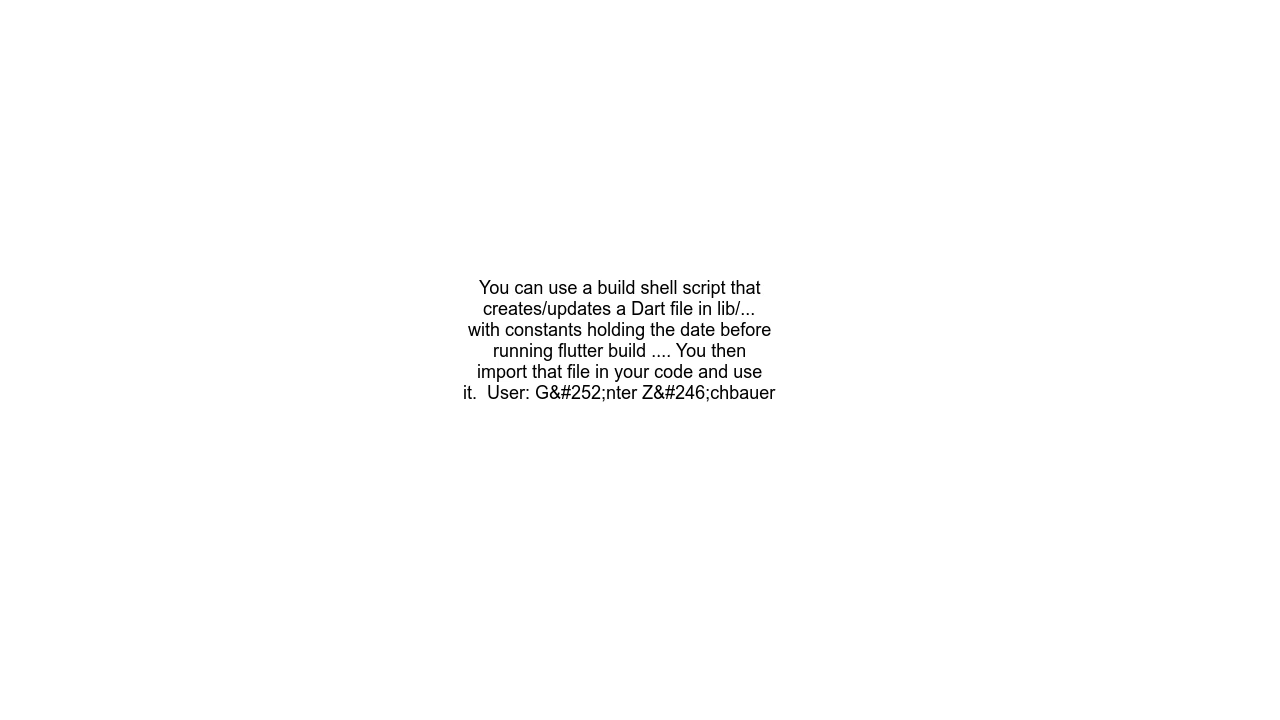 You can use a build shell script that
creates/updates a Dart file in lib/...
with constants holding the date before
running flutter build .... You then
import that file in your code and use
it.  User: G&#252;nter Z&#246;chbauer